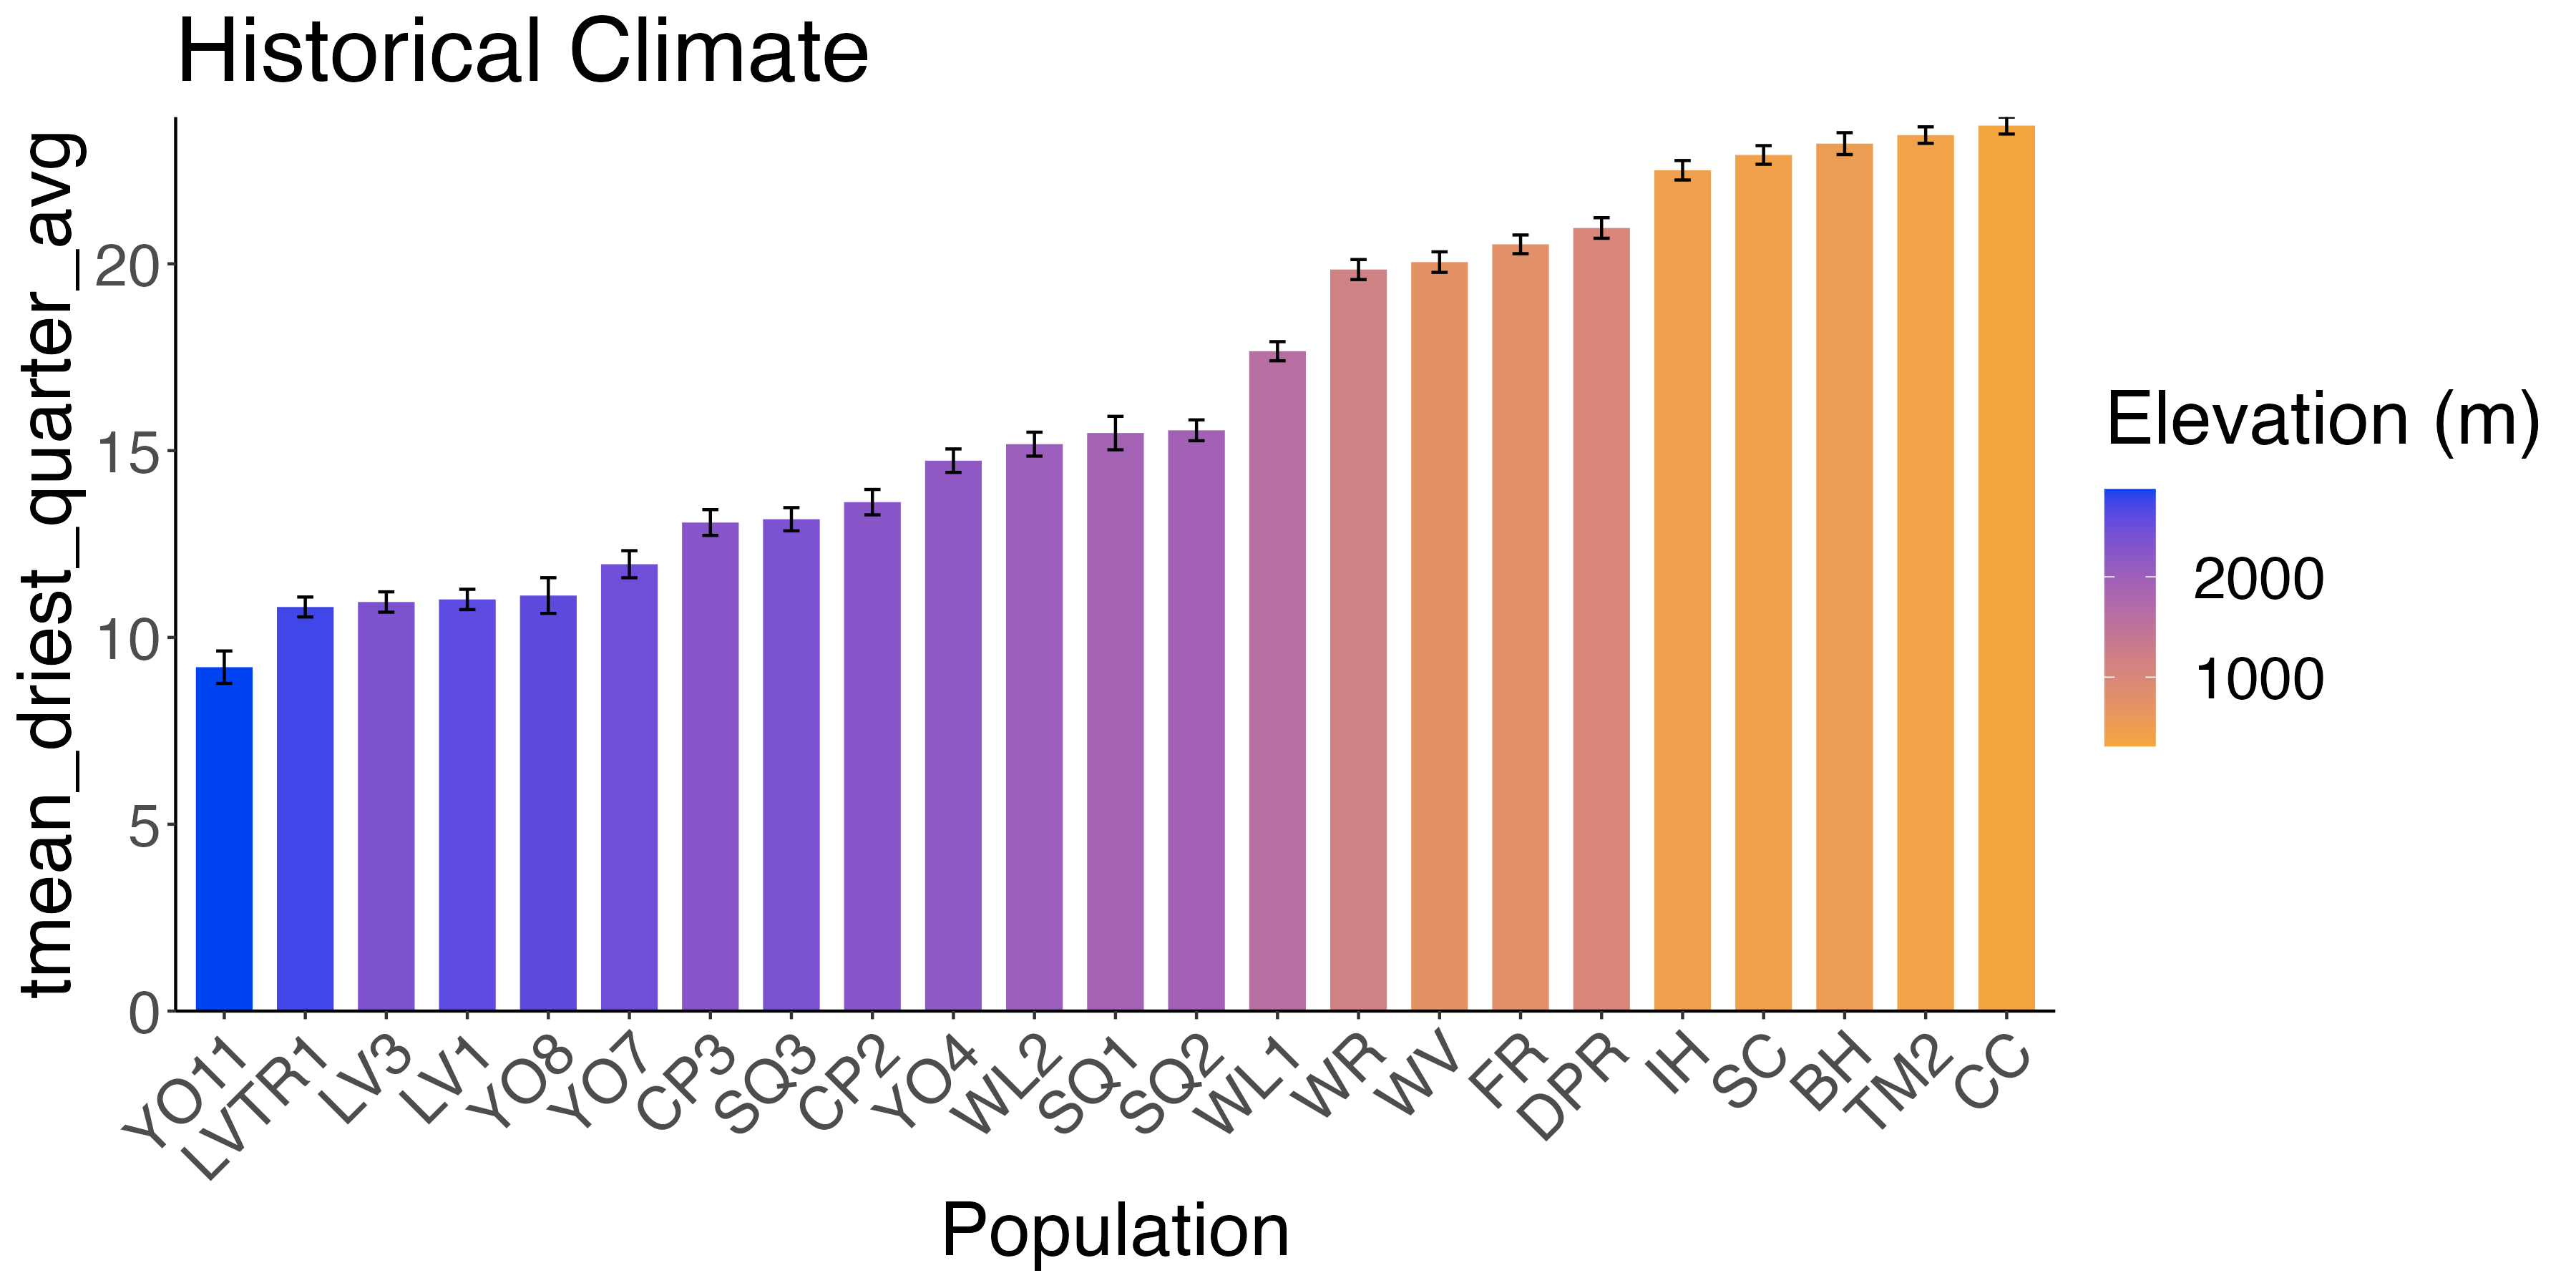 Historical Climate
tmean_driest_quarter_avg
20
15
10
5
0
YO11
LVTR1
LV3
LV1
YO8
YO7
CP3
SQ3
CP2
YO4
WL2
SQ1
SQ2
WL1
WR
WV
FR
DPR
IH
SC
BH
TM2
CC
Population
Elevation (m)
2000
1000